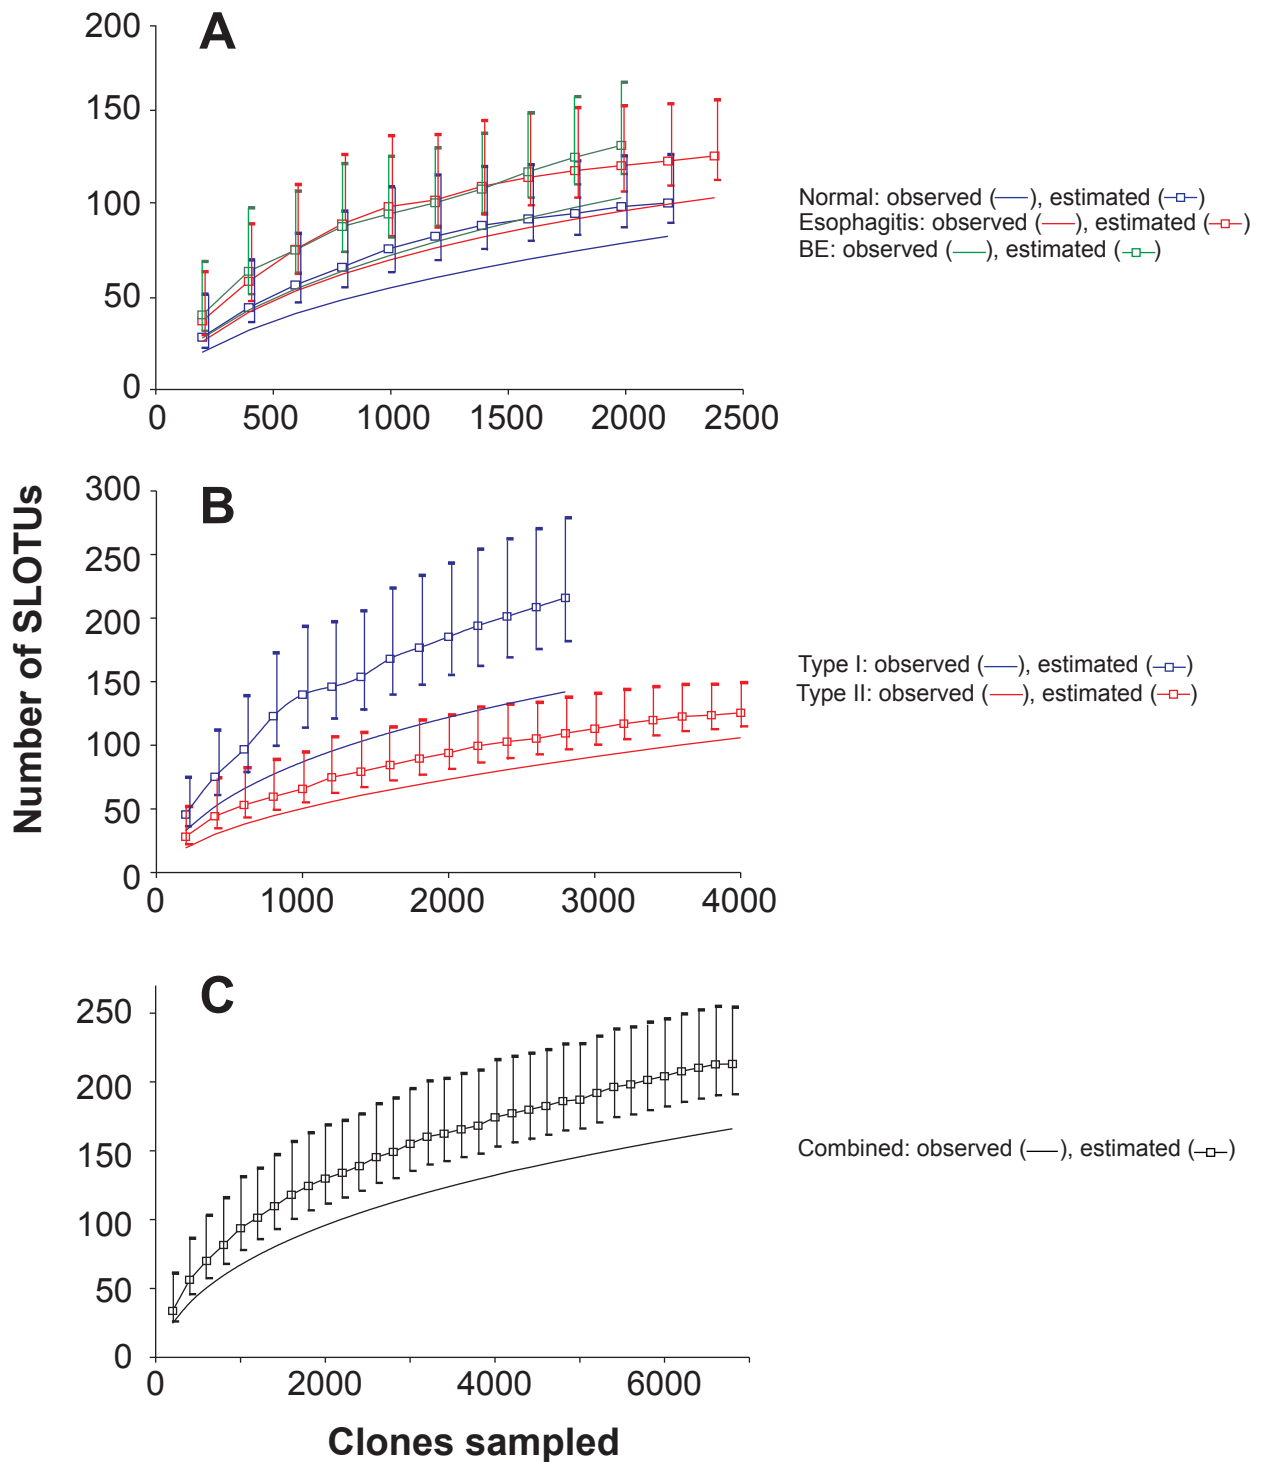 A
200
150
100
50
0
0 500 1000 1500 2000 2500
Normal: observed (—), estimated (—)
Esophagitis: observed (—), estimated (—)
BE: observed (—), estimated (—)
Number of SLOTUs
B
300
250
200
150
100
50
0
0 1000 2000 3000 4000
Type I: observed (—), estimated (—)
Type II: observed (—), estimated (—)
C
250
200
150
100
50
0
0 2000 4000 6000
Combined: observed (—), estimated (—)
Clones sampled